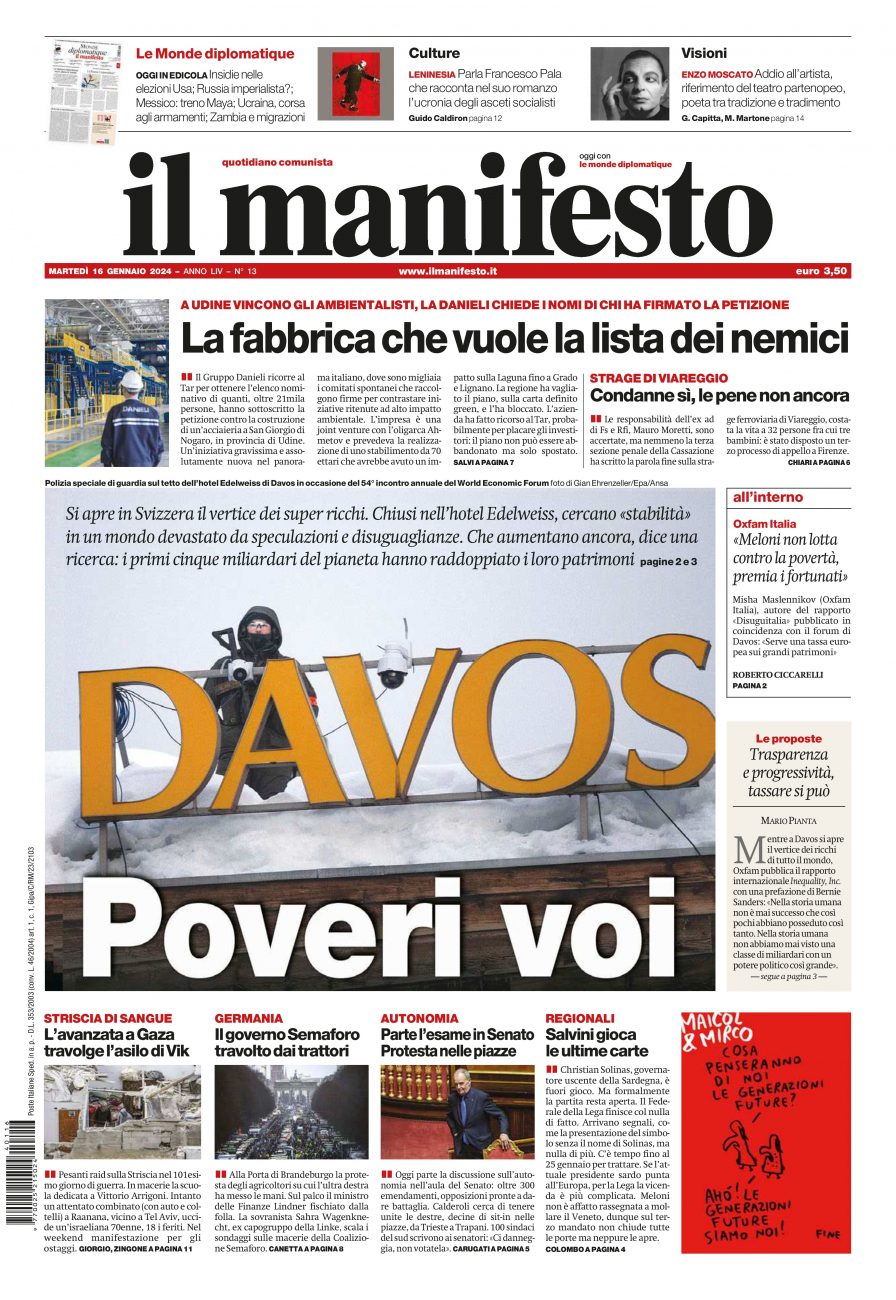 Le Monde diplomatique
OGGI IN EDICOLA Insidie nelle
elezioni Usa; Russia imperialista?;
Messico: treno Maya; Ucraina, corsa
agli armamenti; Zambia e migrazioni
Culture
LENINESIA Parla Francesco Pala
che racconta nel suo romanzo
l'ucronia degli asceti socialisti
Guido Caldiron pagina 12
Visioni
ENZO MOSCATO Addio all'artista,
riferimento del teatro partenopeo,
poeta tra tradizione e tradimento
G. Capitta, M. Martone pagina 14
quotidiano comunista
oggi con
le monde diplomatique
il manifesto
MARTEDÌ 16 GENNAIO 2024 – ANNO LIV – N° 13
www.ilmanifesto.it
euro 3,50
A UDINE VINCONO GLI AMBIENTALISTI, LA DANIELI CHIEDE I NOMI DI CHI HA FIRMATO LA PETIZIONE
La fabbrica che vuole la lista dei nemici
DANIELI
Il Gruppo Danieli ricorre al
Tar per ottenere l'elenco nomi-
nativo di quanti, oltre 21mila
persone, hanno sottoscritto la
petizione contro la costruzione
di un'acciaieria a San Giorgio di
Nogaro, in provincia di Udine.
Un'iniziativa gravissima e asso-
lutamente nuova nel panora-
ma italiano, dove sono migliaia
i comitati spontanei che raccol-
gono firme per contrastare ini-
ziative ritenute ad alto impatto
ambientale. L'impresa è una
joint venture con l'oligarca Ah-
metov e prevedeva la realizza-
zione di uno stabilimento da 70
ettari che avrebbe avuto un im-
patto sulla Laguna fino a Grado
e Lignano. La regione ha vaglia-
to il piano, sulla carta definito
green, e l'ha bloccato. L'azien-
da ha fatto ricorso al Tar, proba-
bilmente per placare gli investi-
tori: il piano non può essere ab-
bandonato ma solo spostato.
SALVI A PAGINA 7
STRAGE DI VIAREGGIO
Condanne sì, le pene non ancora
Le responsabilità dell'ex ad
di Fs e Rfi, Mauro Moretti, sono
accertate, ma nemmeno la terza
sezione penale della Cassazione
ha scritto la parola fine sulla stra-
ge ferroviaria di Viareggio, costa-
ta la vita a 32 persone fra cui tre
bambini: è stato disposto un ter-
zo processo di appello a Firenze.
CHIARI A PAGINA 6
Polizia speciale di guardia sul tetto dell'hotel Edelweiss di Davos in occasione del 54° incontro annuale del World Economic Forum foto di Gian Ehrenzeller/Epa/Ansa
Si apre in Svizzera il vertice dei super ricchi. Chiusi nell'hotel Edelweiss, cercano «stabilità»
in un mondo devastato da speculazioni e disuguaglianze. Che aumentano ancora, dice una
ricerca: i primi cinque miliardari del pianeta hanno raddoppiato i loro patrimoni pagine 2 e 3
DAVOS
Poveri voi
all'interno
Oxfam Italia
«Meloni non lotta
contro la povertà,
premia i fortunati»
Misha Maslennikov (Oxfam
Italia), autore del rapporto
«Disuguitalia» pubblicato in
coincidenza con il forum di
Davos: «Serve una tassa euro-
pea sui grandi patrimoni»
ROBERTO CICCARELLI
PAGINA 2
Le proposte
Trasparenza
e progressività,
tassare si può
MARIO PIANTA
Mentre a Davos si apre
il vertice dei ricchi
di tutto il mondo,
Oxfam pubblica il rapporto
internazionale Inequality, Inc.
con una prefazione di Bernie
Sanders: «Nella storia umana
non è mai successo che così
pochi abbiano posseduto così
tanto. Nella storia umana
non abbiamo mai visto una
classe di miliardari con un
potere politico così grande».
— segue a pagina 3 —
STRISCIA DI SANGUE
L'avanzata a Gaza
travolge l'asilo di Vik
Pesanti raid sulla Striscia nel 101esi-
mo giorno di guerra. In macerie la scuo-
la dedicata a Vittorio Arrigoni. Intanto
un attentato combinato (con auto e col-
telli) a Raanana, vicino a Tel Aviv, ucci-
de un'israeliana 70enne, 18 i feriti. Nel
weekend manifestazione per gli
ostaggi. GIORGIO, ZINGONE A PAGINA 11
GERMANIA
Il governo Semaforo
travolto dai trattori
Alla Porta di Brandeburgo la prote-
sta degli agricoltori su cui l'ultra destra
ha messo le mani. Sul palco il ministro
delle Finanze Lindner fischiato dalla
folla. La sovranista Sahra Wagenkne-
cht, ex capogruppo della Linke, scala i
sondaggi sulle macerie della Coalizio-
ne Semaforo. CANETTA A PAGINA 8
AUTONOMIA
Parte l'esame in Senato
Protesta nelle piazze
Oggi parte la discussione sull'auto-
nomia nell'aula del Senato: oltre 300
emendamenti, opposizioni pronte a da-
re battaglia. Calderoli cerca di tenere
unite le destre, decine di sit-in nelle
piazze, da Trieste a Trapani. 100 sindaci
del sud scrivono ai senatori: «Ci danneg-
gia, non votatela». CARUGATI A PAGINA 5
REGIONALI
Salvini gioca
le ultime carte
Christian Solinas, governa-
tore uscente della Sardegna, è
fuori gioco. Ma formalmente
la partita resta aperta. Il Fede-
rale della Lega finisce col nulla
di fatto. Arrivano segnali, co-
me la presentazione del simbo-
lo senza il nome di Solinas, ma
nulla di più. C'è tempo fino al
25 gennaio per trattare. Se l'at-
tuale presidente sardo punta
all'Europa, per la Lega la vicen-
da è più complicata. Meloni
non è affatto rassegnata a mol-
lare il Veneto, dunque sul ter-
zo mandato non chiude tutte
le porte ma neppure le apre.
COLOMBO A PAGINA 4
MAICOL
& MIRCO
COSA
PENSERANNO
DI NOI
LE GENERAZIONI
FUTURE?
AHÓ! LE
GENERAZIONI
FUTURE
SIAMO NOI!
FINE
Poste Italiane Sped. in a. p. - D.L. 353/2003 (conv. L. 46/2004) art. 1, c. 1, Gipa/C/RM/23/2103
40116
9 770025 215024